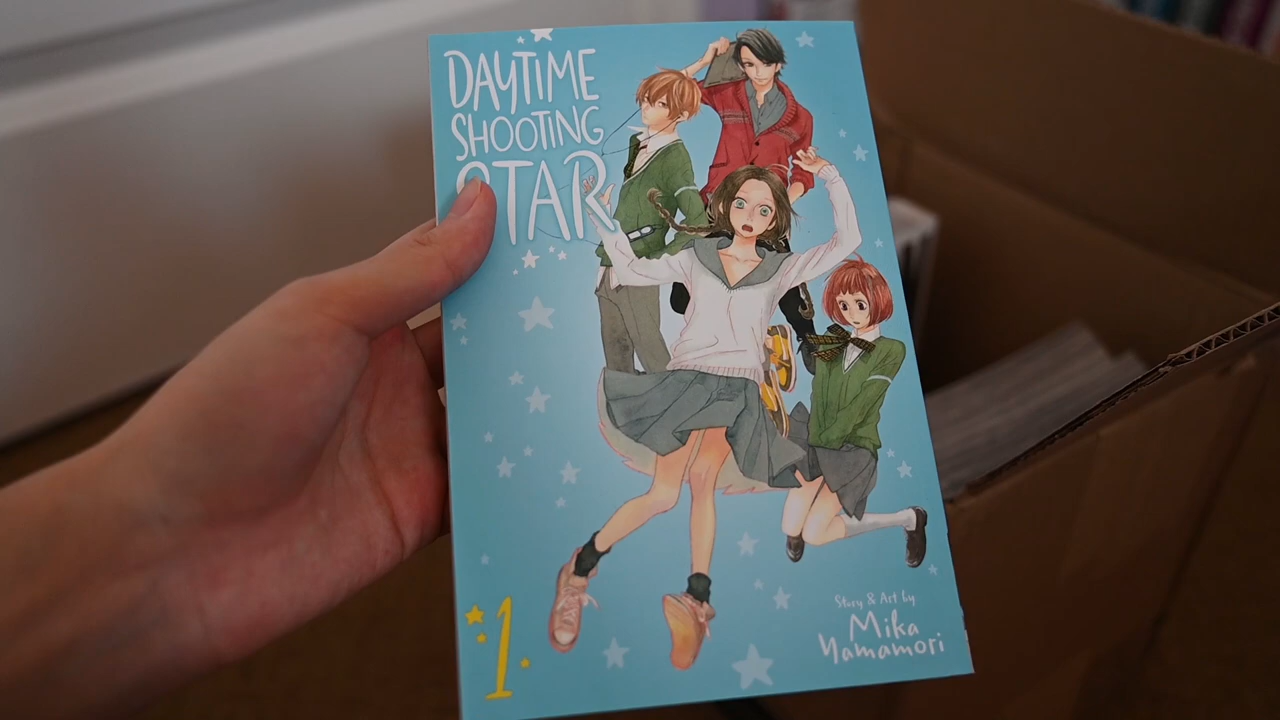 DAYTIME
SHOOTING
STAR
1
Story & Art by
Mika
Yamamori